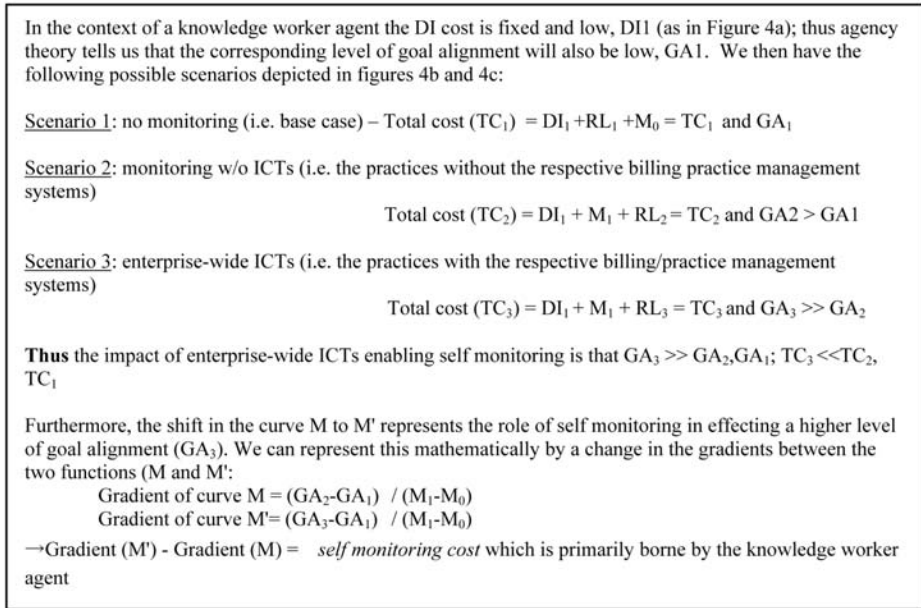 In the context of a knowledge worker agent the DI cost is fixed and low, DI1 (as in Figure 4a); thus agency
theory tells us that the corresponding level of goal alignment will also be low, GA1. We then have the
following possible scenarios depicted in figures 4b and 4c:
Scenario 1: no monitoring (i.e. base case) – Total cost (TC₁) = DI₁ +RL₁ +M₀ = TC₁ and GA₁
Scenario 2: monitoring w/o ICTs (i.e. the practices without the respective billing practice management
systems)
Total cost (TC₂) = DI₁ + M₁ + RL₂ = TC₂ and GA2 > GA1
Scenario 3: enterprise-wide ICTs (i.e. the practices with the respective billing/practice management
systems)
Total cost (TC₃) = DI₁ + M₁ + RL₃ = TC₃ and GA₃ >> GA₂
Thus the impact of enterprise-wide ICTs enabling self monitoring is that GA₃ >> GA₂,GA₁; TC₃ <<TC₂,
TC₁
Furthermore, the shift in the curve M to M' represents the role of self monitoring in effecting a higher level
of goal alignment (GA₃). We can represent this mathematically by a change in the gradients between the
two functions (M and M':
Gradient of curve M = (GA₂-GA₁) / (M₁-M₀)
Gradient of curve M'= (GA₃-GA₁) / (M₁-M₀)
→Gradient (M') - Gradient (M) = self monitoring cost which is primarily borne by the knowledge worker
agent